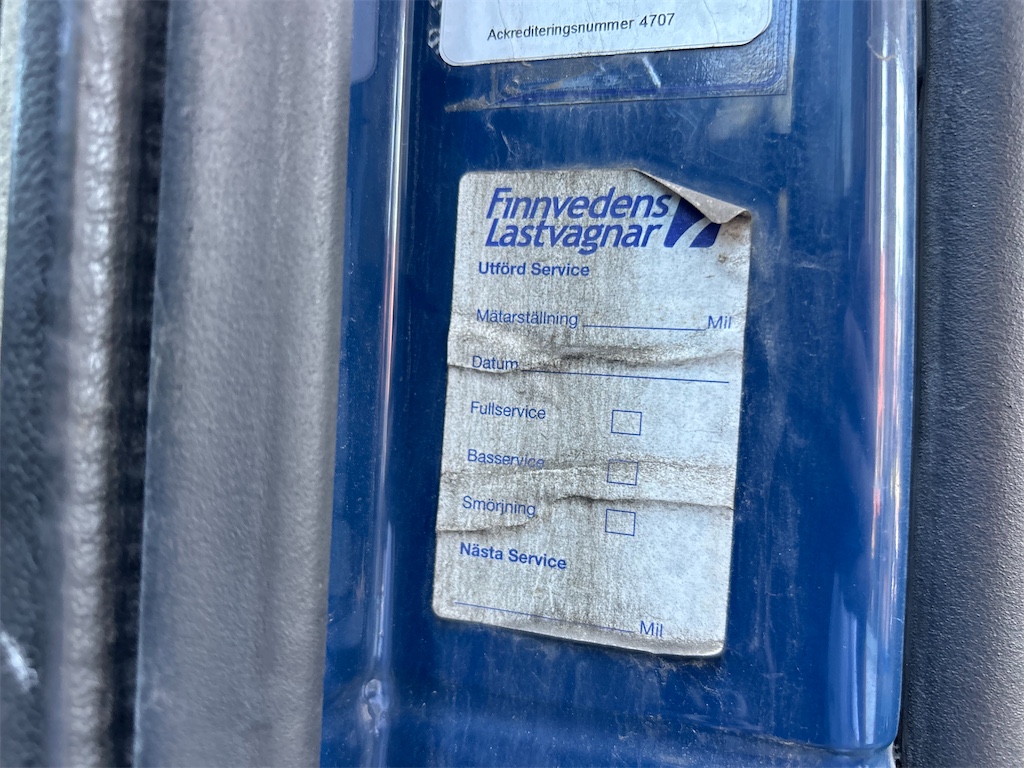 Ackrediteringsnummer 4707
Finnvedens
Lastvagnar
Utförd Service
Mätarställning Mil
Datum
Fullservice
Basservice
Smörjning
Nästa Service
Mil